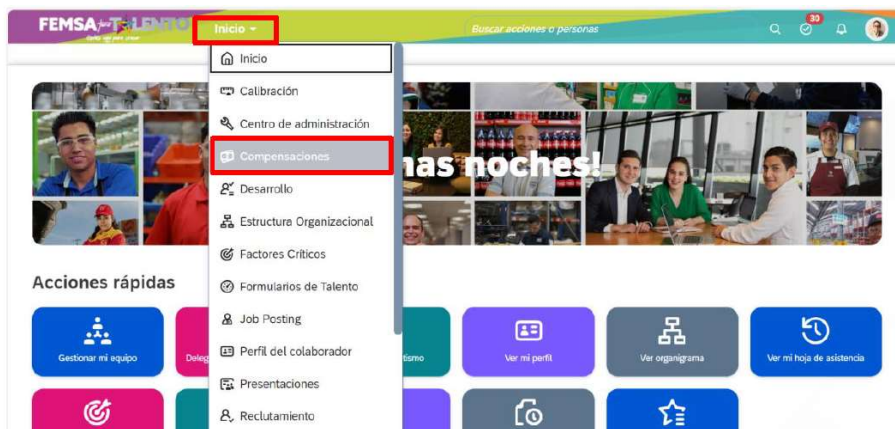 FEMSA
Inicio
Buscar acciones o personas
30
Inicio
Calibración
Centro de administración
Compensaciones
Desarrollo
Estructura Organizacional
Factores Críticos
Formularios de Talento
Job Posting
Perfil del colaborador
Presentaciones
Reclutamiento
nas noches!
Acciones rápidas
Gestionar mi equipo
Deleg
tismo
Ver mi perfil
Ver organigrama
Ver mi hoja de asistencia